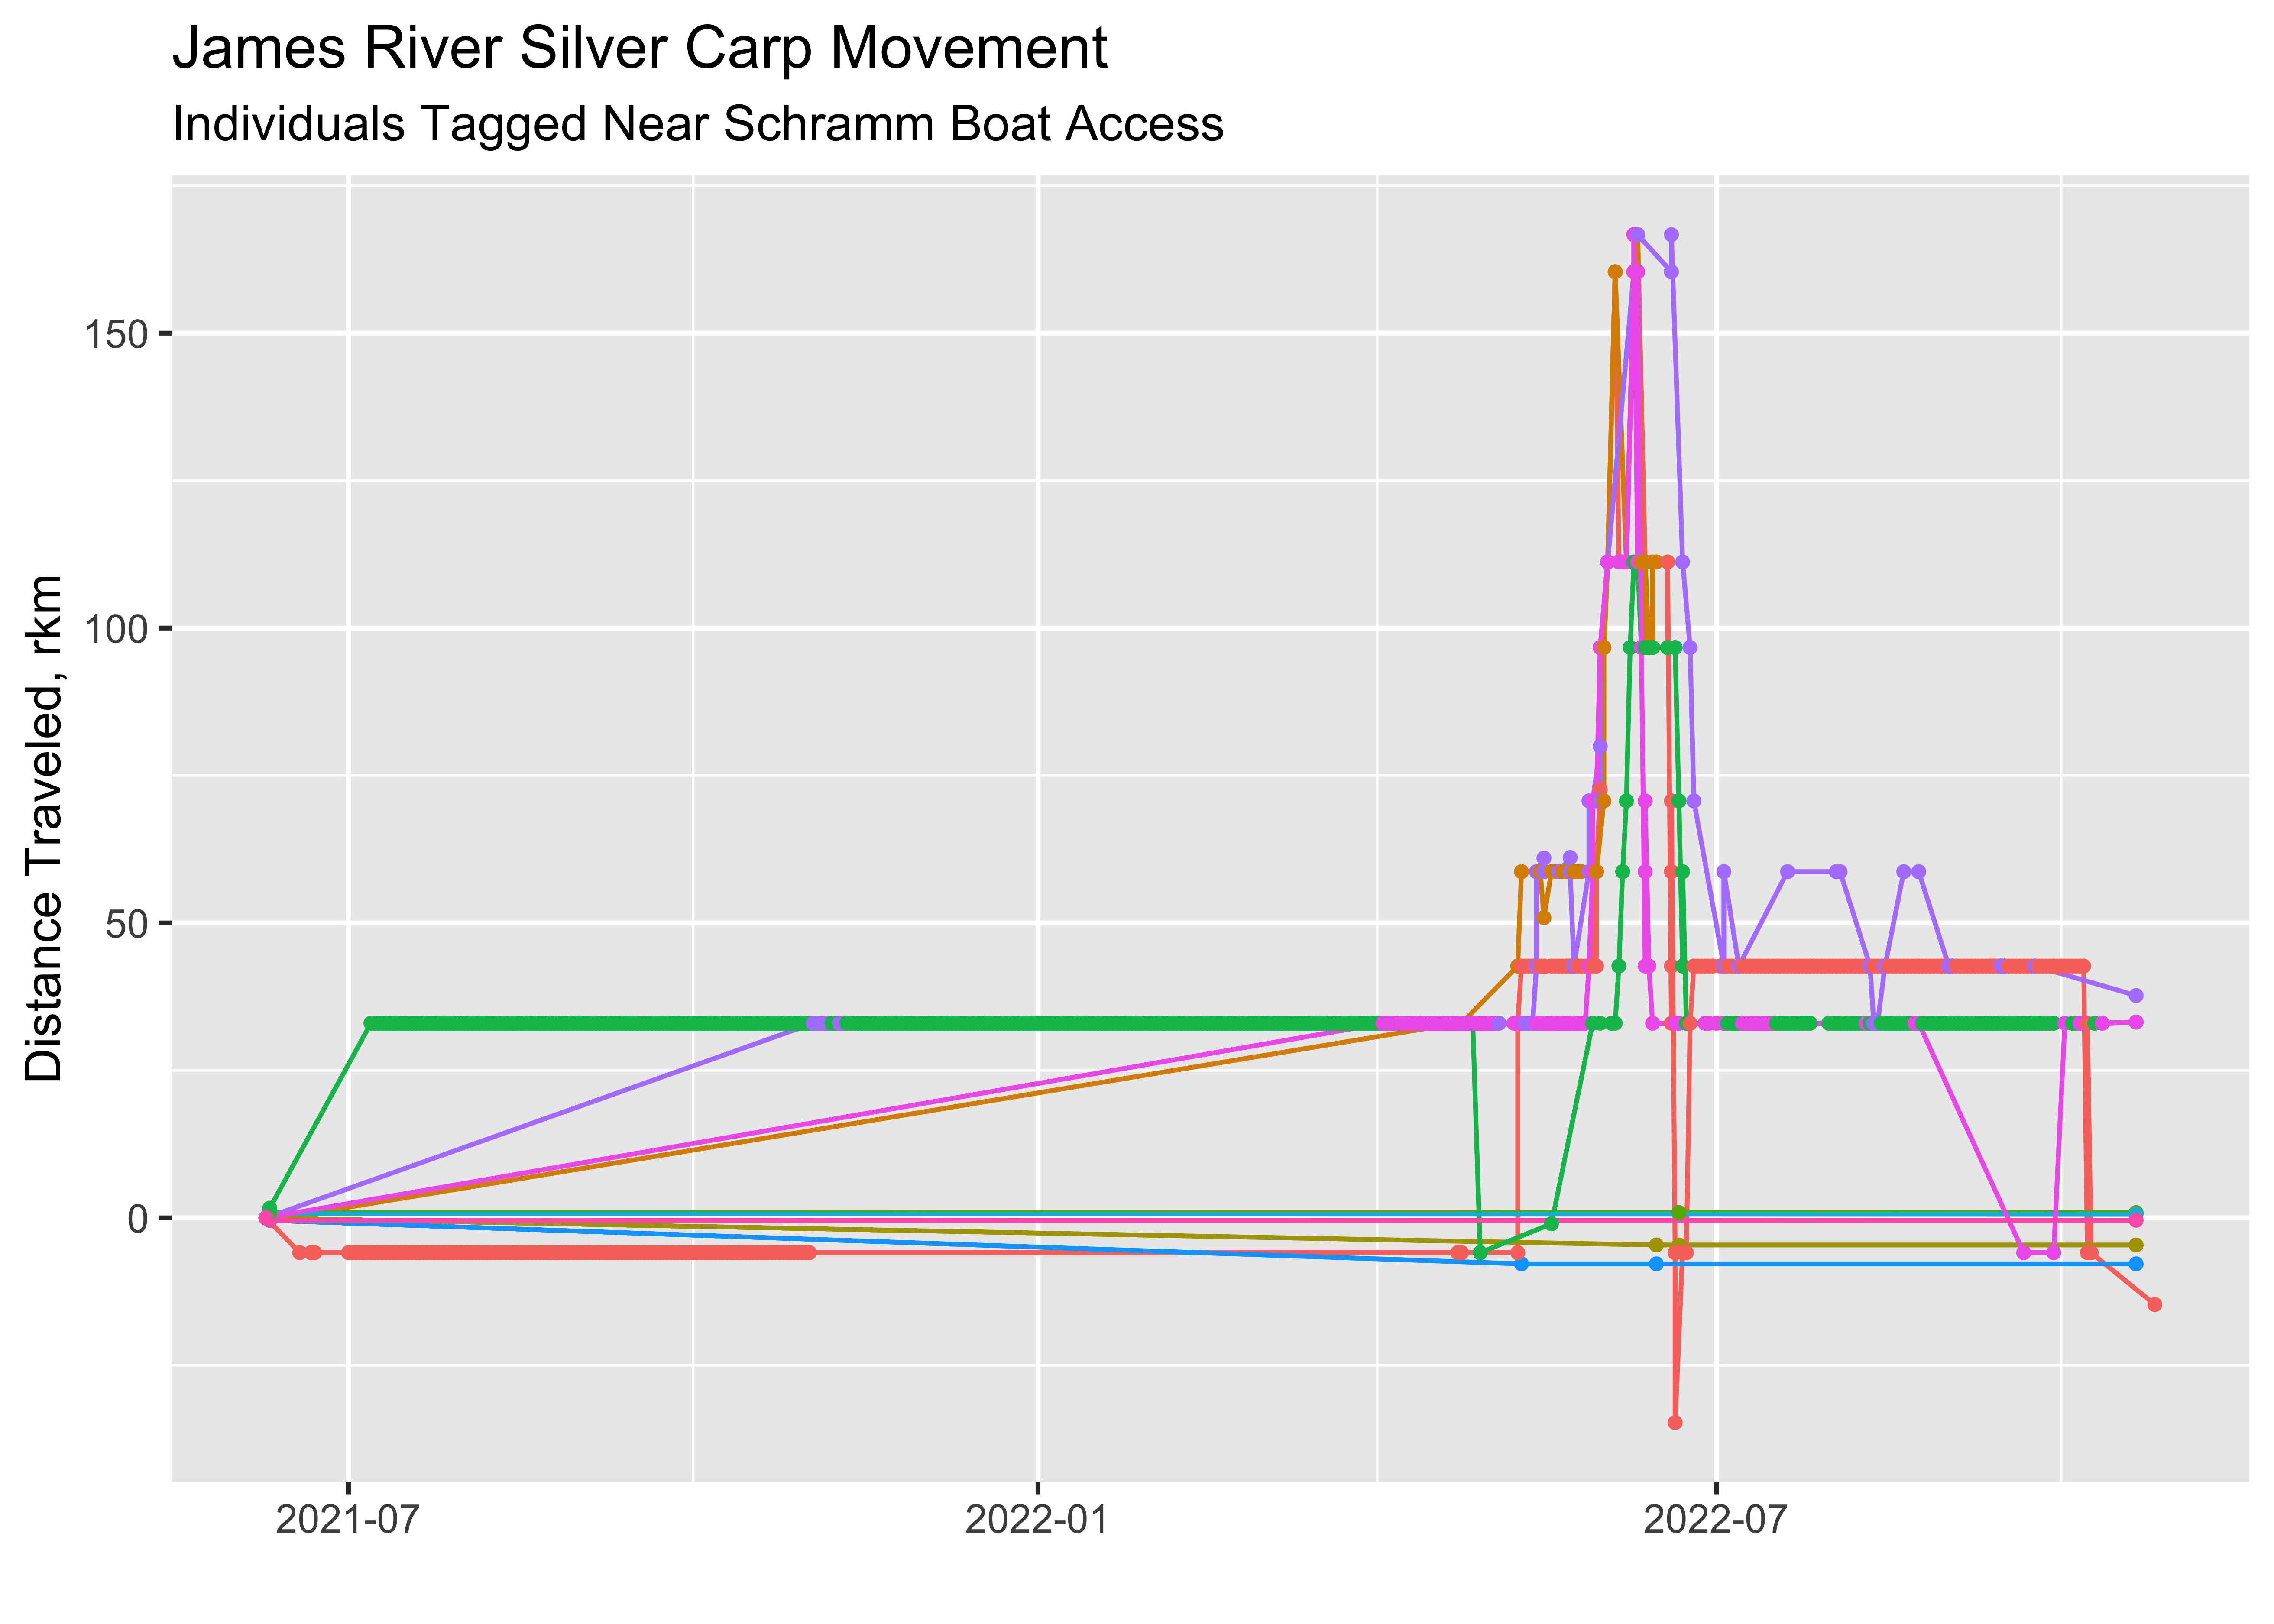 James River Silver Carp Movement
Individuals Tagged Near Schramm Boat Access
Distance Traveled, rkm
150
100
50
0
2021-07
2022-01
2022-07